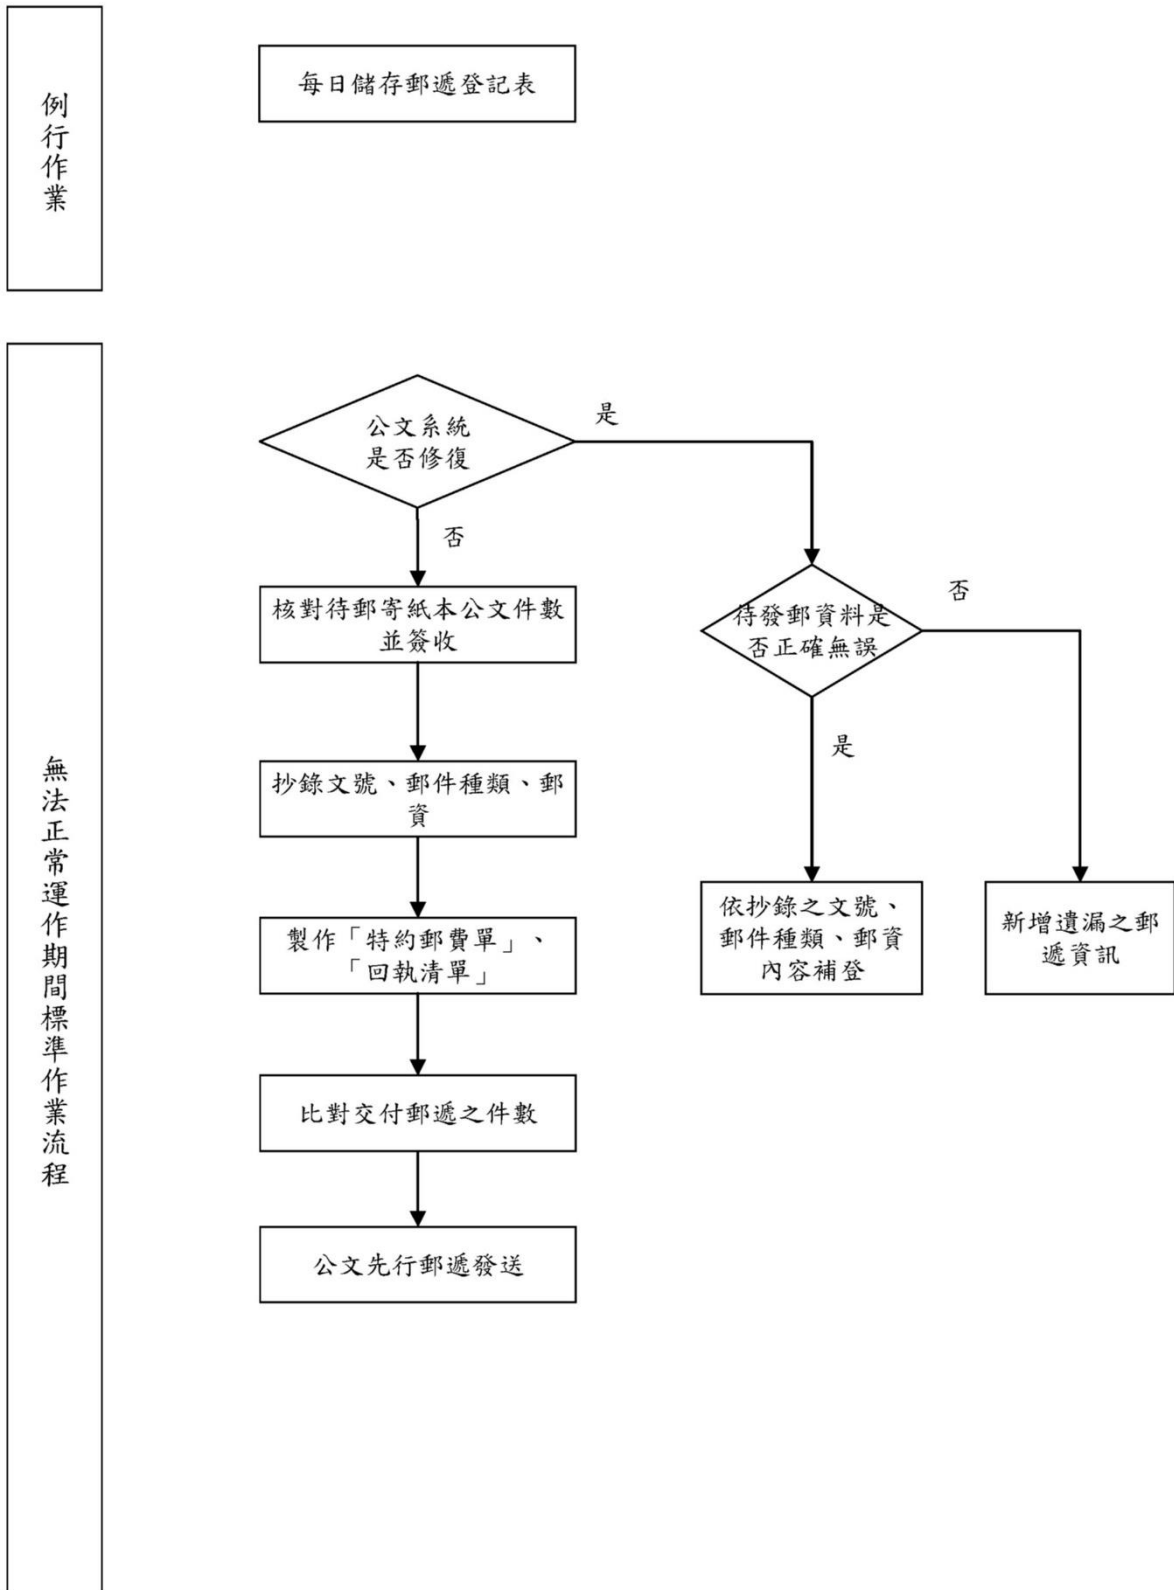 例行作業
每日儲存郵遞登記表
無法正常運作期間標準作業流程
公文系統
是否修復
是
否
核對待郵寄紙本公文件數
並簽收
待發郵資料是
否正確無誤
否
是
抄錄文號、郵件種類、郵
資
製作「特約郵費單」、
「回執清單」
依抄錄之文號、
郵件種類、郵資
內容補登
新增遺漏之郵
遞資訊
比對交付郵遞之件數
公文先行郵遞發送